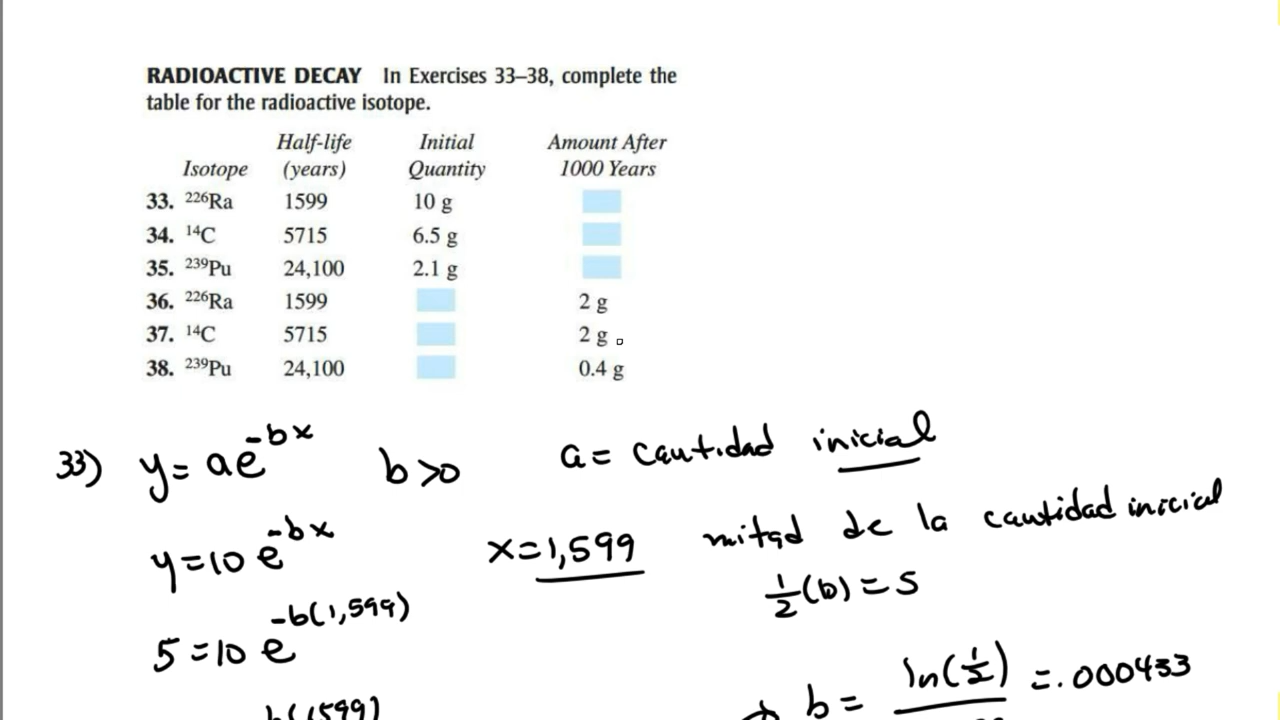 RADIOACTIVE DECAY In Exercises 33–38, complete the
table for the radioactive isotope.
Half-life Initial Amount After
Isotope (years) Quantity 1000 Years
33. ²²⁶Ra 1599 10 g
34. ¹⁴C 5715 6.5 g
35. ²³⁹Pu 24,100 2.1 g
36. ²²⁶Ra 1599 2 g
37. ¹⁴C 5715 2 g
38. ²³⁹Pu 24,100 0.4 g
33) y = ae^-bx b>0 a = cantidad inicial
y = 10 e^-bx x = 1,599 mitad de la cantidad inicial
½(10) = 5
5 = 10 e^-b(1,599)
b = ln(½) = .000433
b(1599)